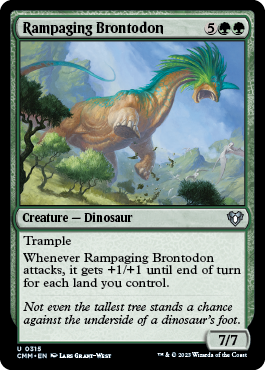 Rampaging Brontodon 5
Creature — Dinosaur
Trample
Whenever Rampaging Brontodon
attacks, it gets +1/+1 until end of turn
for each land you control.
Not even the tallest tree stands a chance
against the underside of a dinosaur's foot.
7/7
U 0315
CMM • EN Lars Grant-West
™ & © 2023 Wizards of the Coast